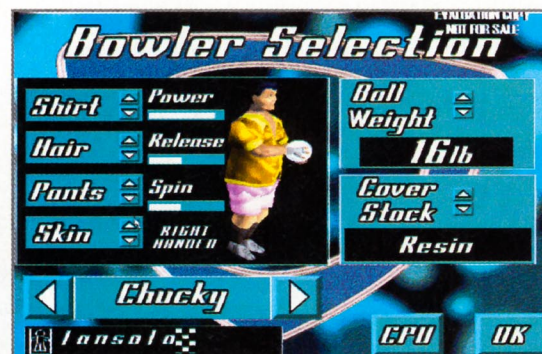 EVALUATION COPY
NOT FOR SALE
Bowler Selection
Shirt
Power
Hair
Release
Pants
Spin
Skin
RIGHT
HANDED
Ball
Weight
16lb
Cover
Stock
Resin
Chucky
lonsolo
CPU
OK